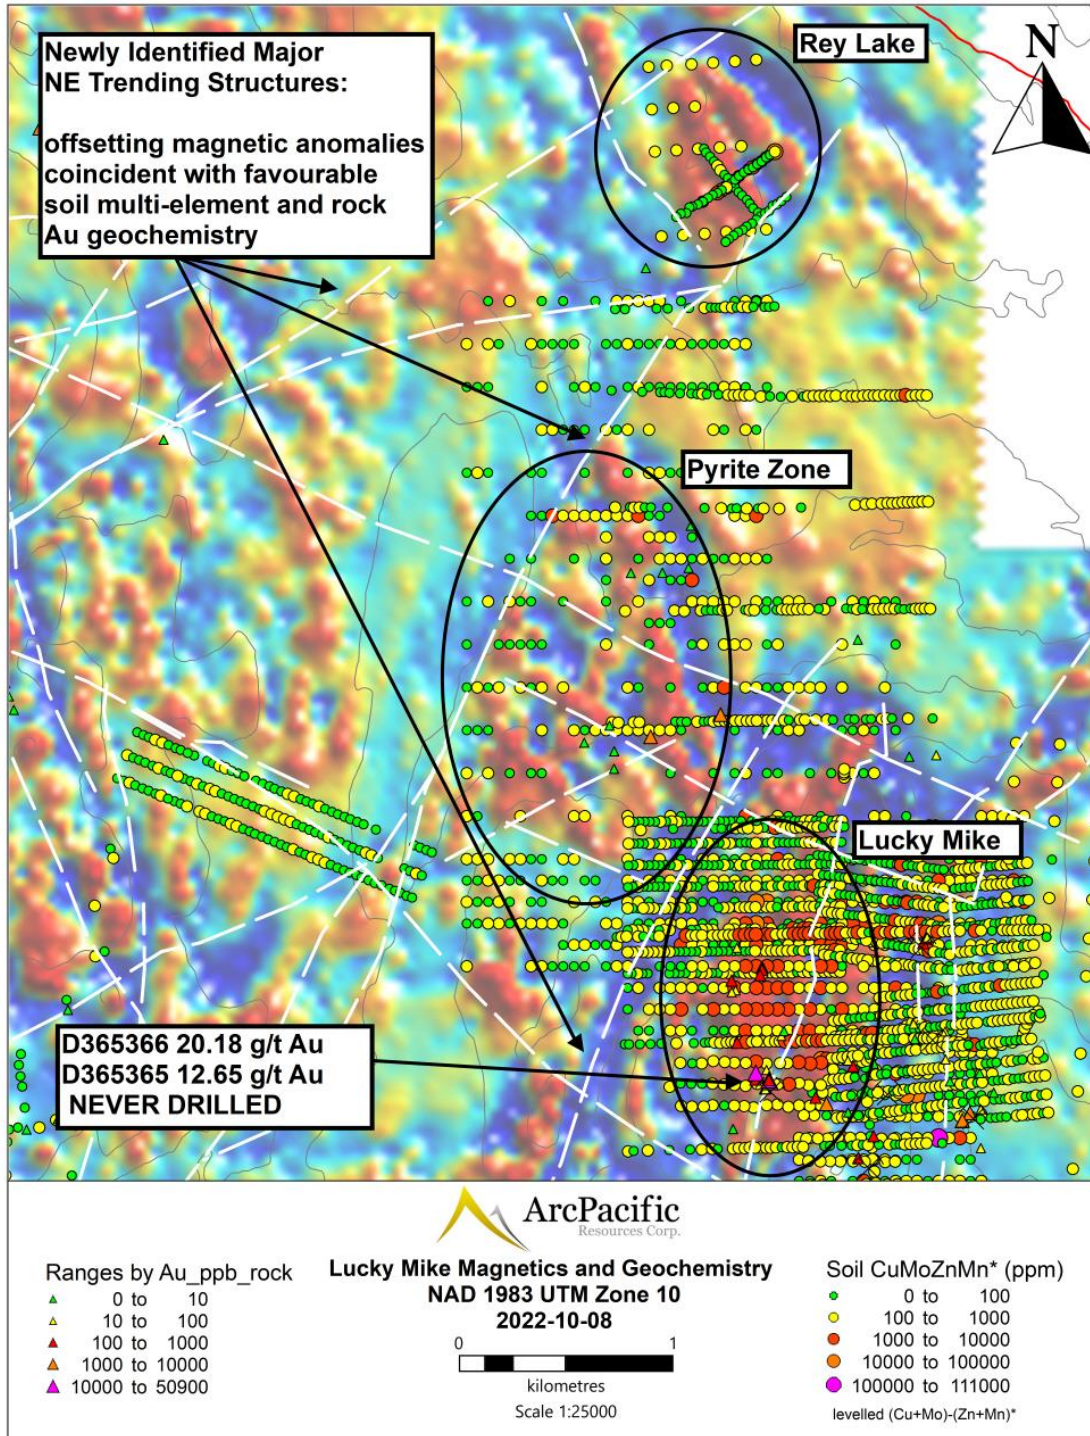 Newly Identified Major
NE Trending Structures:
offsetting magnetic anomalies
coincident with favourable
soil multi-element and rock
Au geochemistry
Rey Lake
N
Pyrite Zone
Lucky Mike
D365366 20.18 g/t Au
D365365 12.65 g/t Au
NEVER DRILLED
ArcPacific
Resources Corp.
Lucky Mike Magnetics and Geochemistry
NAD 1983 UTM Zone 10
2022-10-08
0 1
kilometres
Scale 1:25000
Ranges by Au_ppb_rock
0 to 10
10 to 100
100 to 1000
1000 to 10000
10000 to 50900
Soil CuMoZnMn* (ppm)
0 to 100
100 to 1000
1000 to 10000
10000 to 100000
100000 to 111000
levelled (Cu+Mo)-(Zn+Mn)*